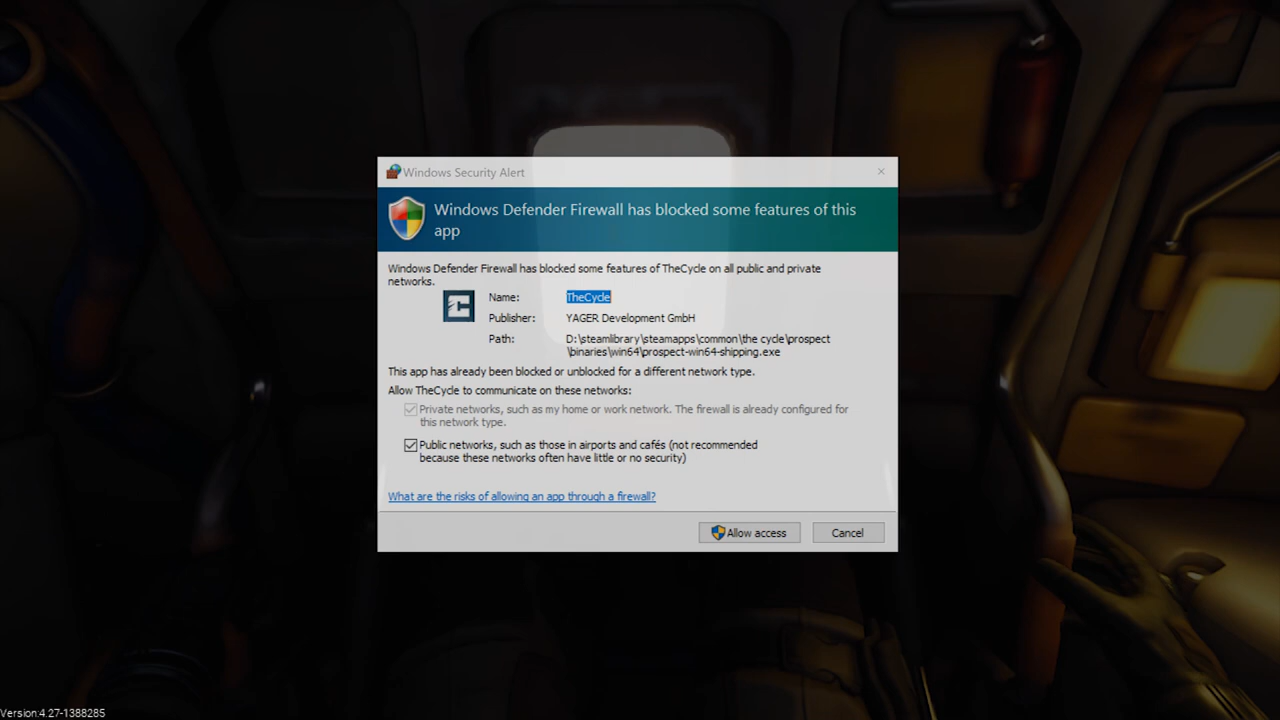 Windows Security Alert
Windows Defender Firewall has blocked some features of this
app
Windows Defender Firewall has blocked some features of TheCycle on all public and private
networks.
Name: TheCycle
Publisher: YAGER Development GmbH
Path: D:\steamlibrary\steamapps\common\the cycle\prospect
\binaries\win64\prospect-win64-shipping.exe
This app has already been blocked or unblocked for a different network type.
Allow TheCycle to communicate on these networks:
Private networks, such as my home or work network. The firewall is already configured for
this network type.
Public networks, such as those in airports and cafés (not recommended
because these networks often have little or no security)
What are the risks of allowing an app through a firewall?
Allow access Cancel
Version:4.27-1388285